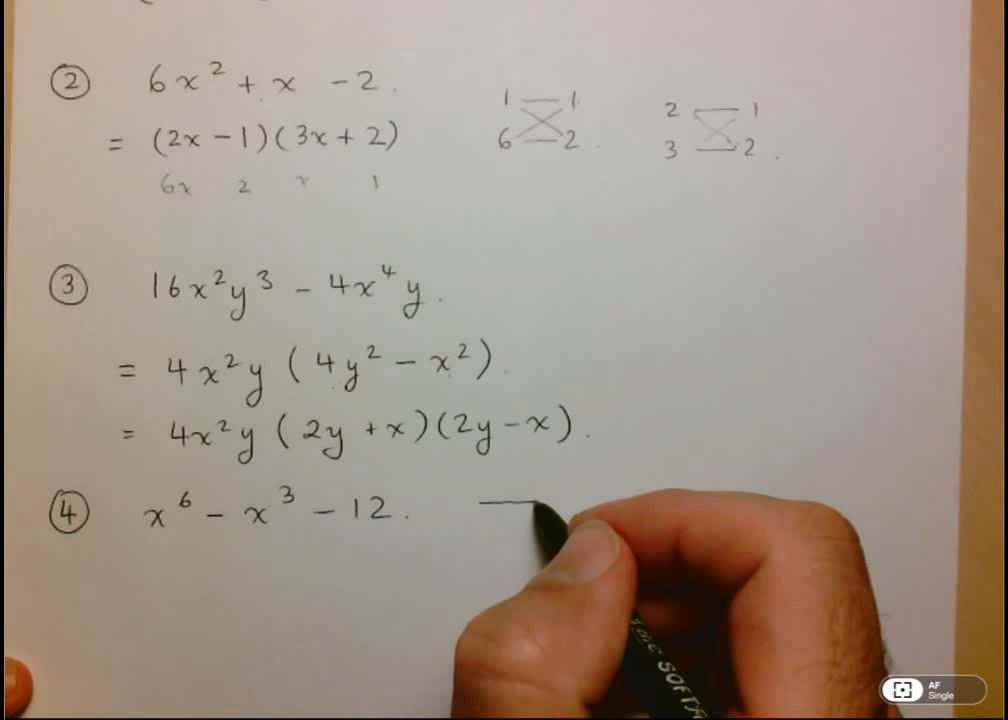 ② 6x² + x - 2.
= (2x - 1)(3x + 2)
6x 2 x 1
1 1
6 2 .
2 1
3 2 .
③ 16x²y³ - 4x⁴y.
= 4x²y (4y² - x²)
= 4x²y (2y + x)(2y - x).
④ x⁶ - x³ - 12.
AF
Single